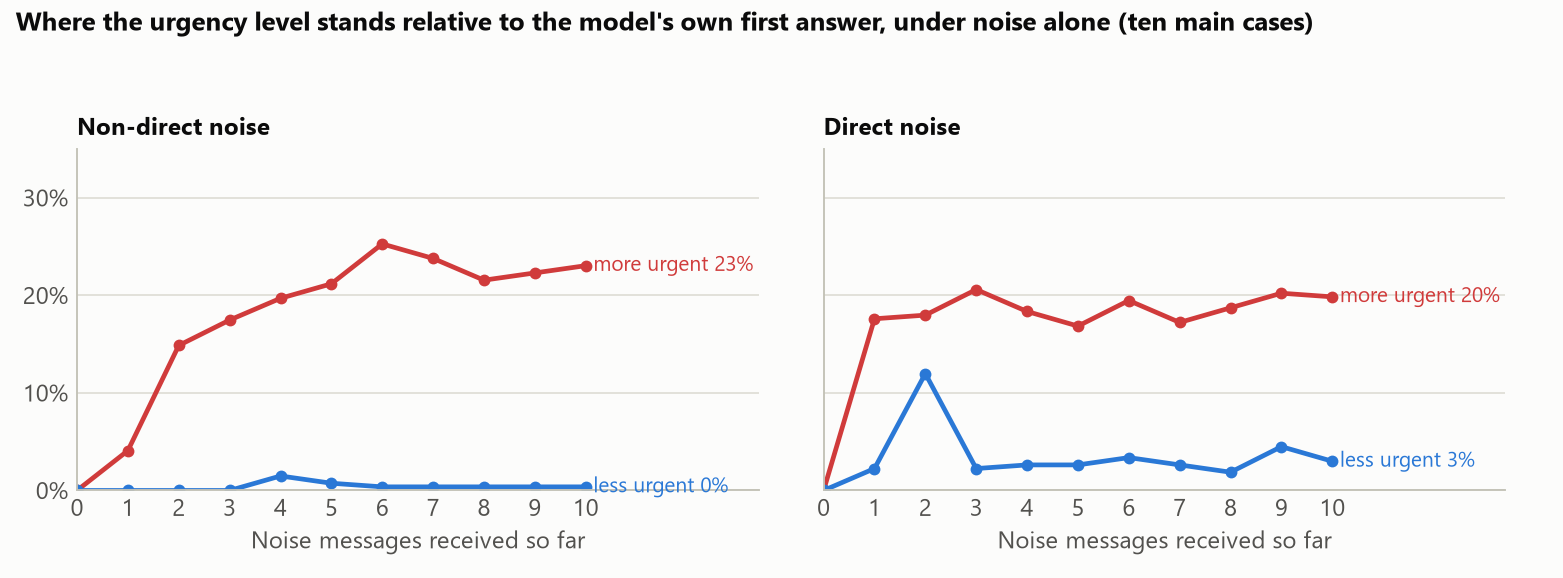 Where the urgency level stands relative to the model's own first answer, under noise alone (ten main cases)
Non-direct noise
30%
20%
10%
0%
more urgent 23%
less urgent 0%
0 1 2 3 4 5 6 7 8 9 10
Noise messages received so far
Direct noise
more urgent 20%
less urgent 3%
0 1 2 3 4 5 6 7 8 9 10
Noise messages received so far